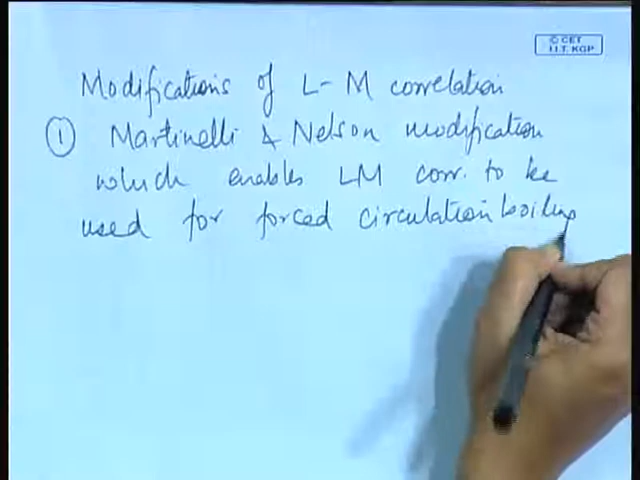 © CET
I.I.T. KGP
Modifications of L-M correlation
① Martinelli & Nelson modification
which enables LM corr. to be
used for forced circulation boiling